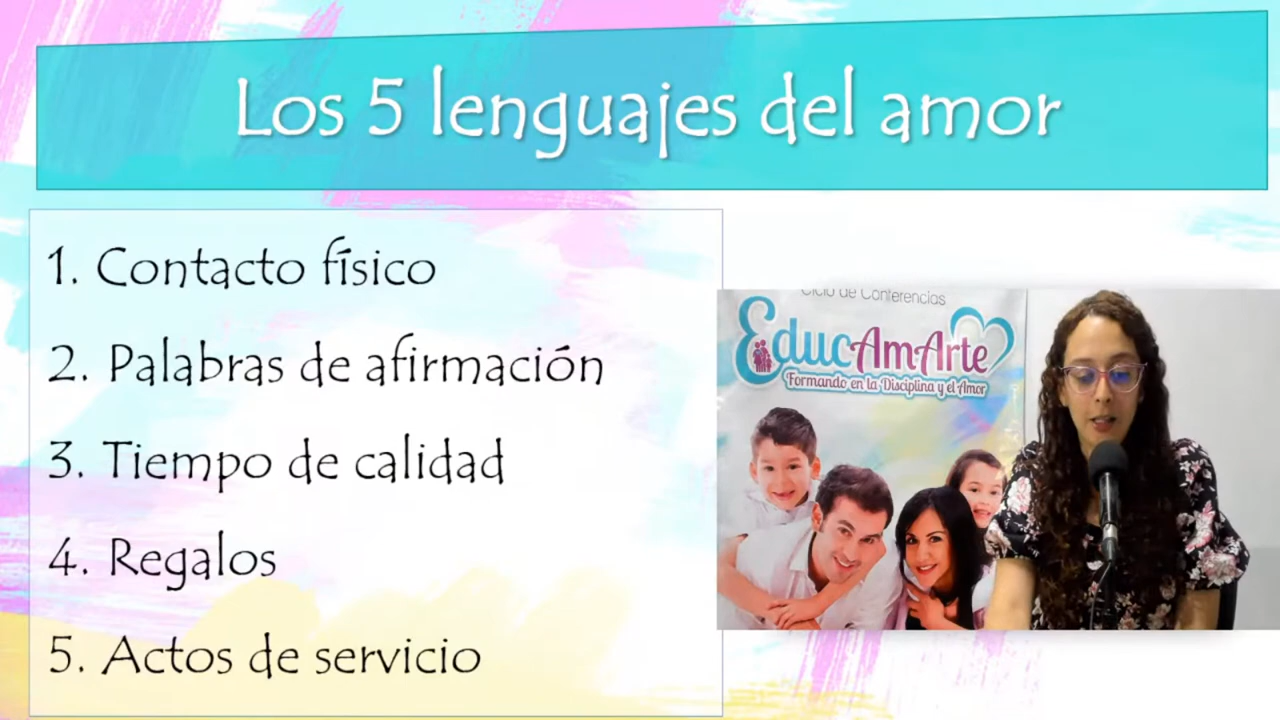 Los 5 lenguajes del amor
1. Contacto físico
2. Palabras de afirmación
3. Tiempo de calidad
4. Regalos
5. Actos de servicio
Ciclo de Conferencias
EducAmArte
Formando en la Disciplina y el Amor